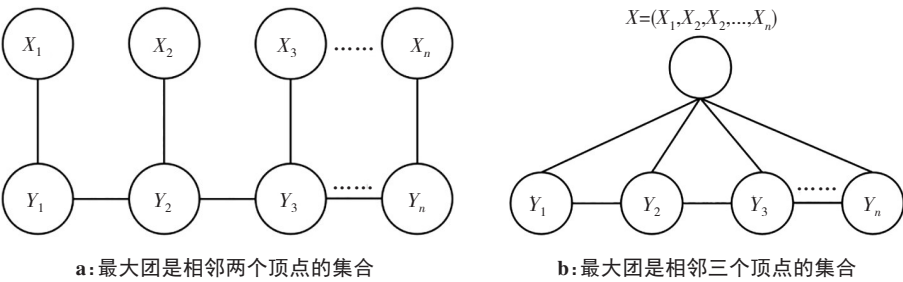 X=(X₁,X₂,X₂,...,Xₙ)
X₁ X₂ X₃ …… Xₙ
Y₁ Y₂ Y₃ …… Yₙ
Y₁ Y₂ Y₃ …… Yₙ
a:最大团是相邻两个顶点的集合
b:最大团是相邻三个顶点的集合